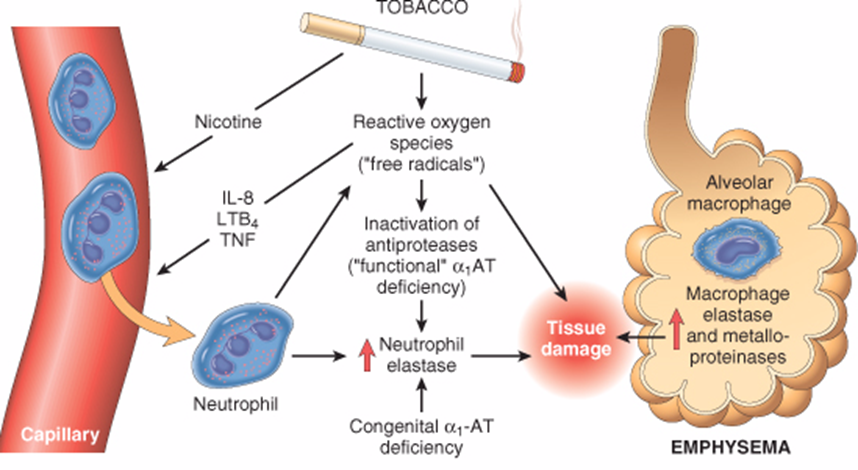 TOBACCO
Nicotine
Reactive oxygen
species
("free radicals")
IL-8
LTB₄
TNF
Inactivation of
antiproteases
("functional" α₁AT
deficiency)
Neutrophil
elastase
Neutrophil
Congenital α₁-AT
deficiency
Capillary
Tissue
damage
Alveolar
macrophage
Macrophage
elastase
and metallo-
proteinases
EMPHYSEMA